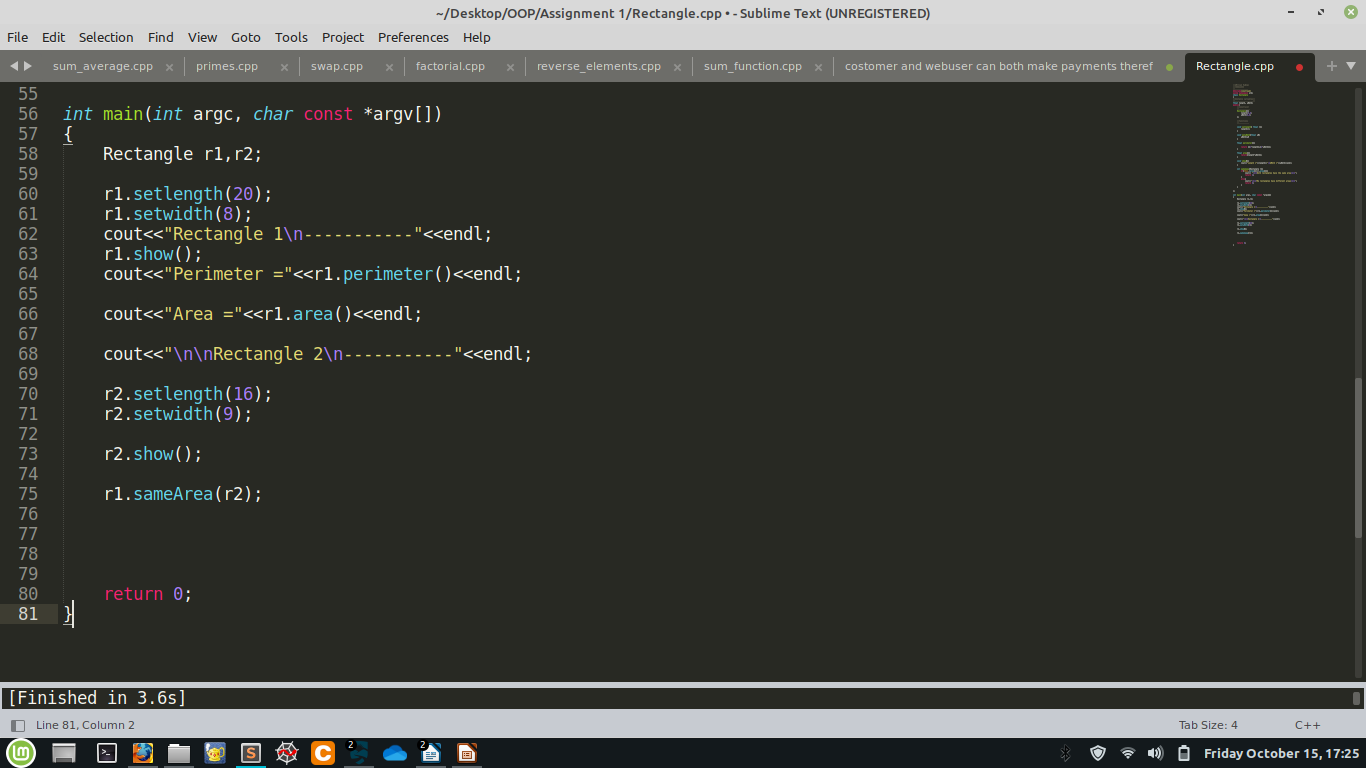 ~/Desktop/OOP/Assignment 1/Rectangle.cpp • - Sublime Text (UNREGISTERED)
File Edit Selection Find View Goto Tools Project Preferences Help
sum_average.cpp primes.cpp swap.cpp factorial.cpp reverse_elements.cpp sum_function.cpp costomer and webuser can both make payments theref Rectangle.cpp
55
56 int main(int argc, char const *argv[])
57 {
58 Rectangle r1,r2;
59
60 r1.setlength(20);
61 r1.setwidth(8);
62 cout<<"Rectangle 1\n-----------"<<endl;
63 r1.show();
64 cout<<"Perimeter ="<<r1.perimeter()<<endl;
65
66 cout<<"Area ="<<r1.area()<<endl;
67
68 cout<<"\n\nRectangle 2\n-----------"<<endl;
69
70 r2.setlength(16);
71 r2.setwidth(9);
72
73 r2.show();
74
75 r1.sameArea(r2);
76
77
78
79
80 return 0;
81 }
[Finished in 3.6s]
Line 81, Column 2 Tab Size: 4 C++
2 2 Friday October 15, 17:25